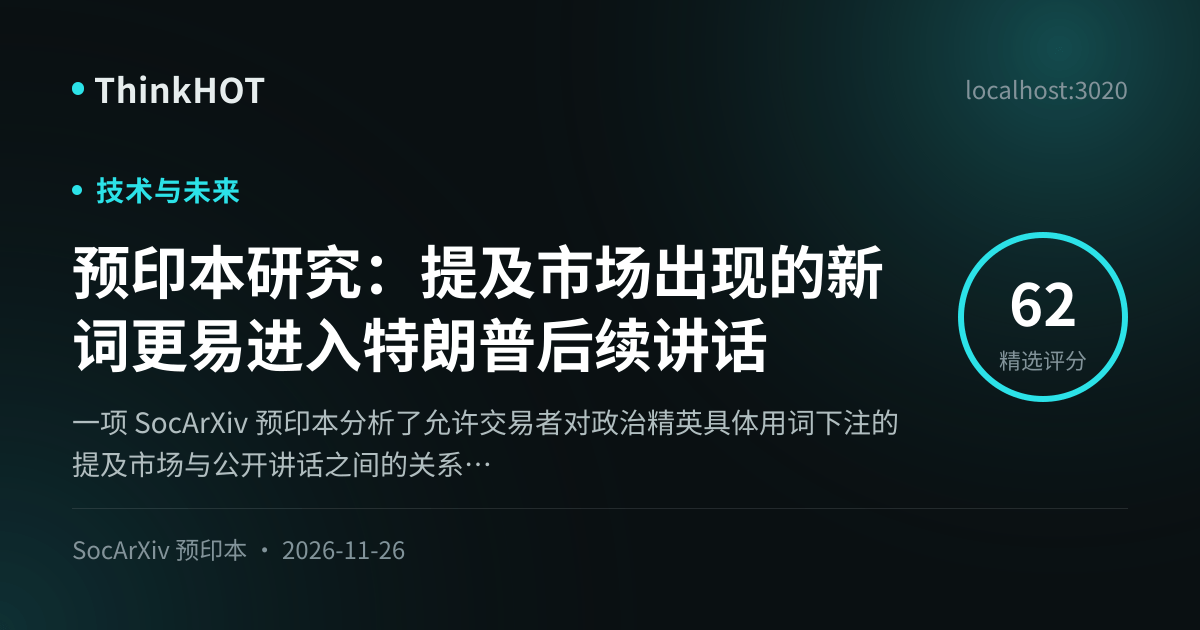 ThinkHOT
localhost:3020
技术与未来
预印本研究：提及市场出现的新
词更易进入特朗普后续讲话
62
精选评分
一项 SocArXiv 预印本分析了允许交易者对政治精英具体用词下注的
提及市场与公开讲话之间的关系…
SocArXiv 预印本 · 2026-11-26